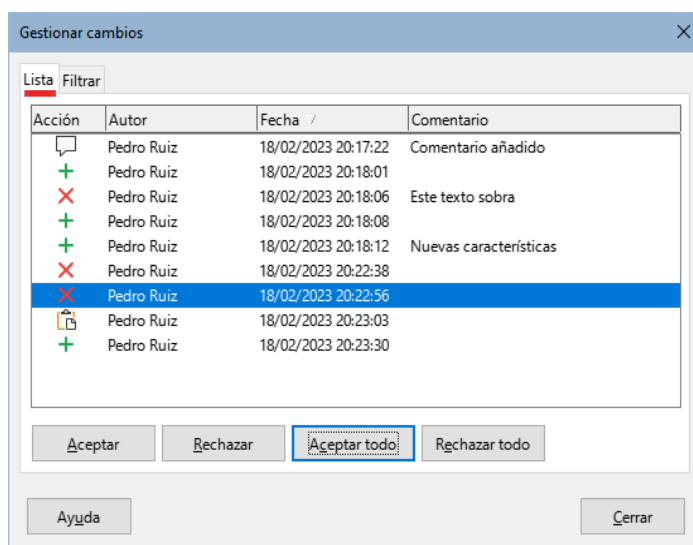 Gestionar cambios
Lista Filtrar
Acción Autor Fecha Comentario
Pedro Ruiz 18/02/2023 20:17:22 Comentario añadido
Pedro Ruiz 18/02/2023 20:18:01
Pedro Ruiz 18/02/2023 20:18:06 Este texto sobra
Pedro Ruiz 18/02/2023 20:18:08
Pedro Ruiz 18/02/2023 20:18:12 Nuevas características
Pedro Ruiz 18/02/2023 20:22:38
Pedro Ruiz 18/02/2023 20:22:56
Pedro Ruiz 18/02/2023 20:23:03
Pedro Ruiz 18/02/2023 20:23:30
Aceptar Rechazar Aceptar todo Rechazar todo
Ayuda Cerrar